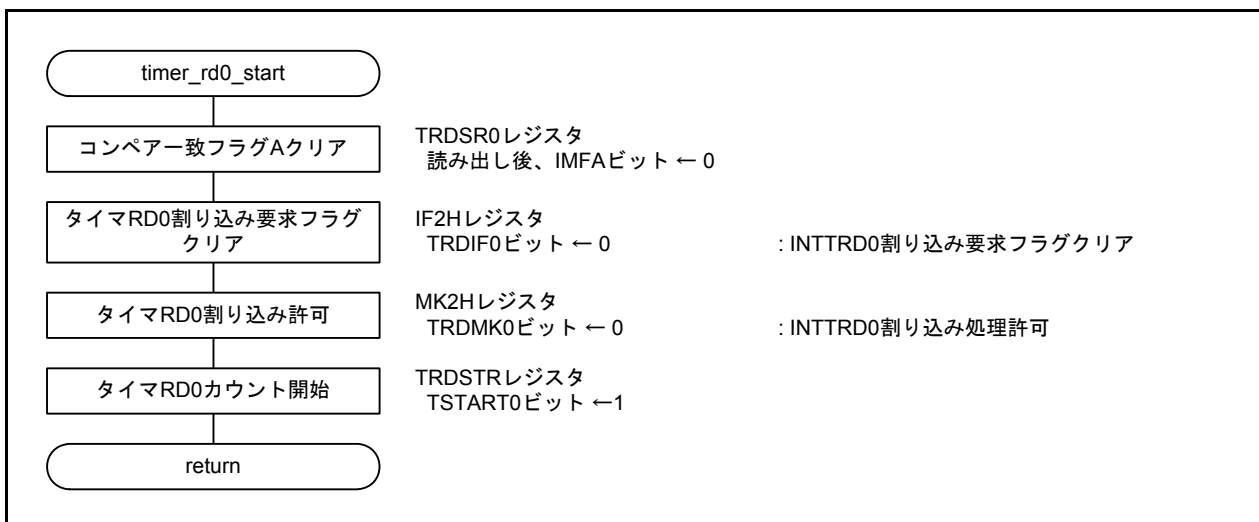 timer_rd0_start
コンペア一致フラグAクリア
TRDSR0レジスタ
読み出し後、IMFAビット ← 0
タイマRD0割り込み要求フラグ
クリア
IF2Hレジスタ
TRDIF0ビット ← 0 : INTTRD0割り込み要求フラグクリア
タイマRD0割り込み許可
MK2Hレジスタ
TRDMK0ビット ← 0 : INTTRD0割り込み処理許可
タイマRD0カウント開始
TRDSTRレジスタ
TSTART0ビット ←1
return